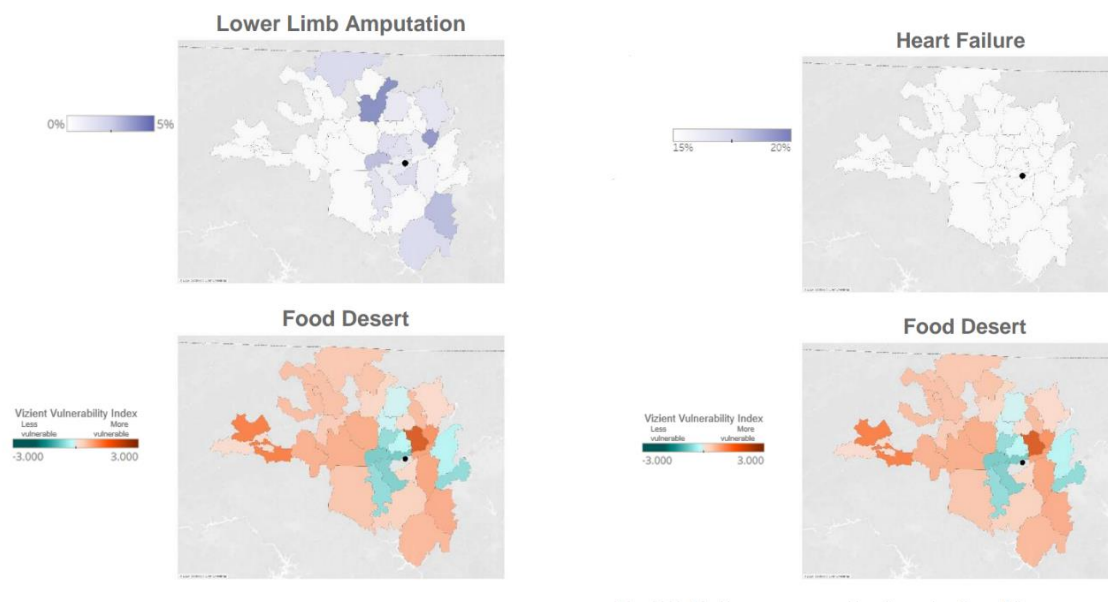 Lower Limb Amputation
0% 5%
Heart Failure
15% 20%
Food Desert
Vizient Vulnerability Index
Less More
vulnerable vulnerable
-3.000 3.000
Food Desert
Vizient Vulnerability Index
Less More
vulnerable vulnerable
-3.000 3.000